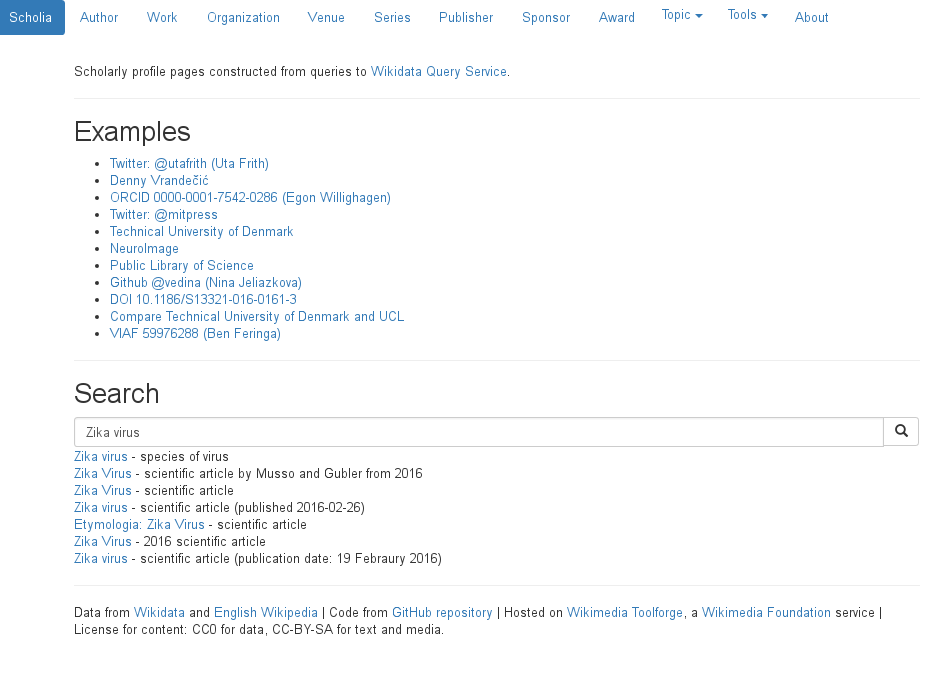 Scholia Author Work Organization Venue Series Publisher Sponsor Award Topic Tools About
Scholarly profile pages constructed from queries to Wikidata Query Service.
Examples
Twitter: @utafrith (Uta Frith)
Denny Vrandečić
ORCID 0000-0001-7542-0286 (Egon Willighagen)
Twitter: @mitpress
Technical University of Denmark
NeuroImage
Public Library of Science
Github @vedina (Nina Jeliazkova)
DOI 10.1186/S13321-016-0161-3
Compare Technical University of Denmark and UCL
VIAF 59976288 (Ben Feringa)
Search
Zika virus
Zika virus - species of virus
Zika Virus - scientific article by Musso and Gubler from 2016
Zika Virus - scientific article
Zika virus - scientific article (published 2016-02-26)
Etymologia: Zika Virus - scientific article
Zika Virus - 2016 scientific article
Zika virus - scientific article (publication date: 19 Febraury 2016)
Data from Wikidata and English Wikipedia | Code from GitHub repository | Hosted on Wikimedia Toolforge, a Wikimedia Foundation service |
License for content: CC0 for data, CC-BY-SA for text and media.